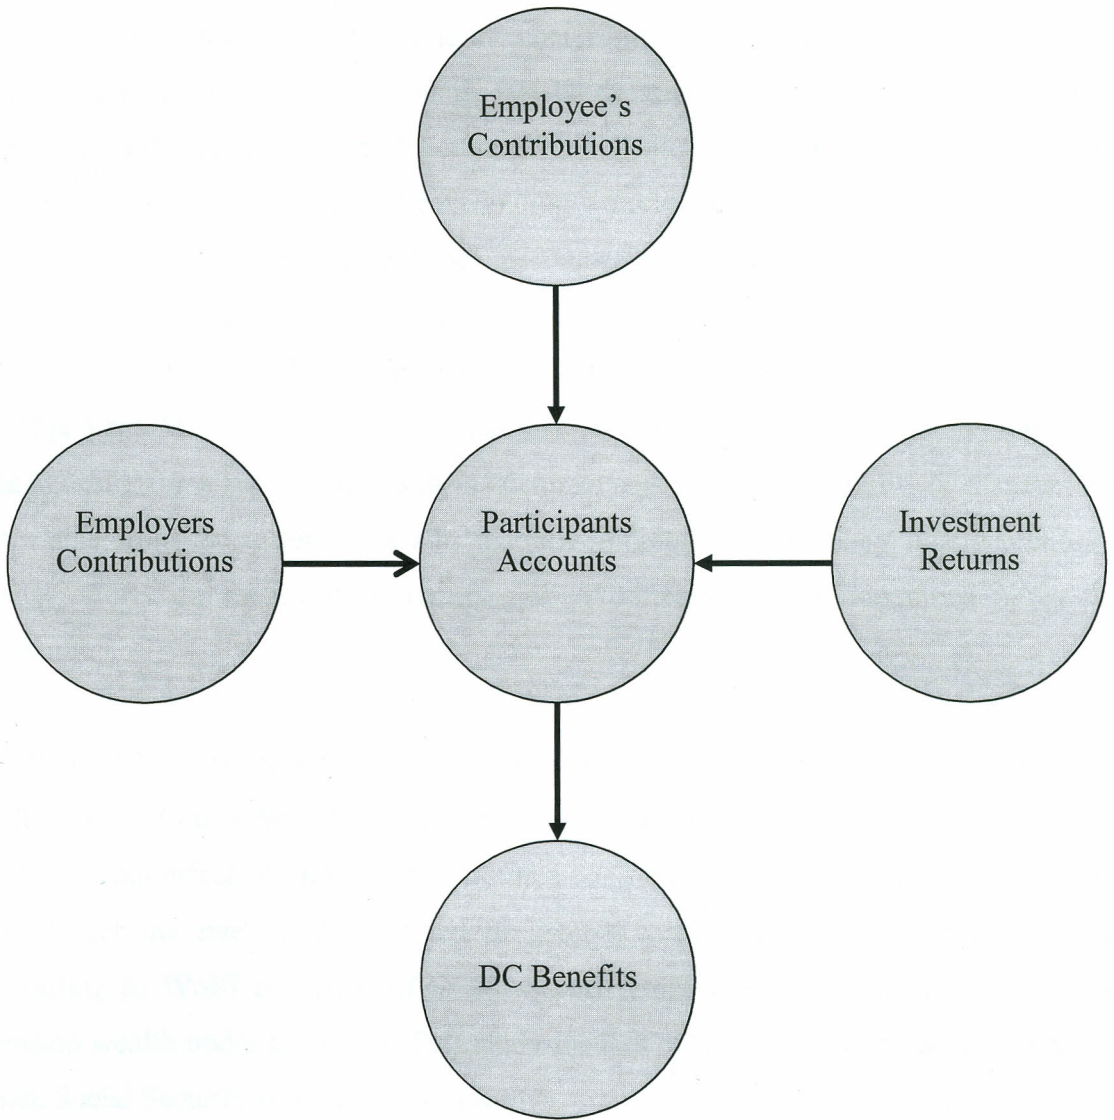 Employee's
Contributions
Employers
Contributions
Participants
Accounts
Investment
Returns
DC Benefits